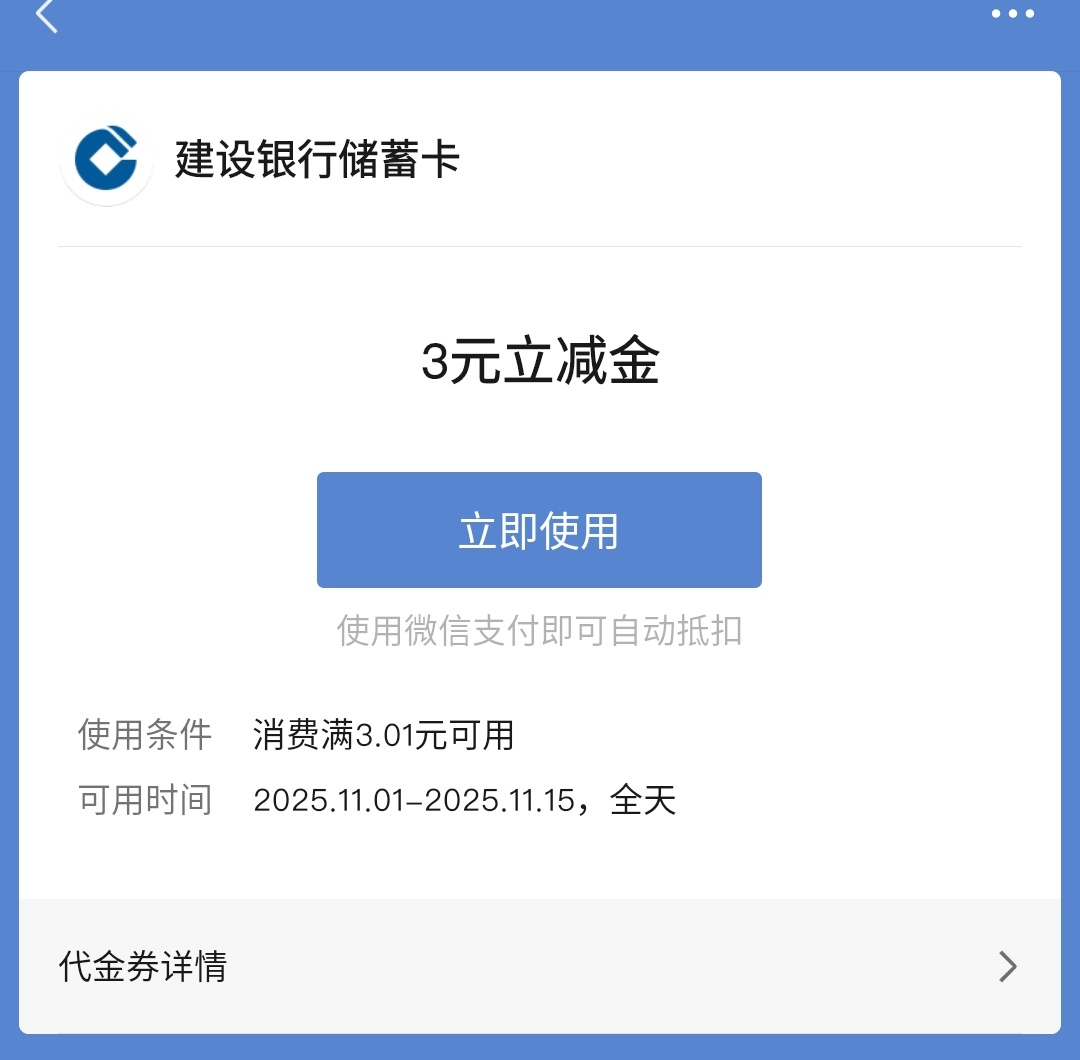 建设银行储蓄卡
3元立减金
立即使用
使用微信支付即可自动抵扣
使用条件 消费满3.01元可用
可用时间 2025.11.01-2025.11.15，全天
代金券详情